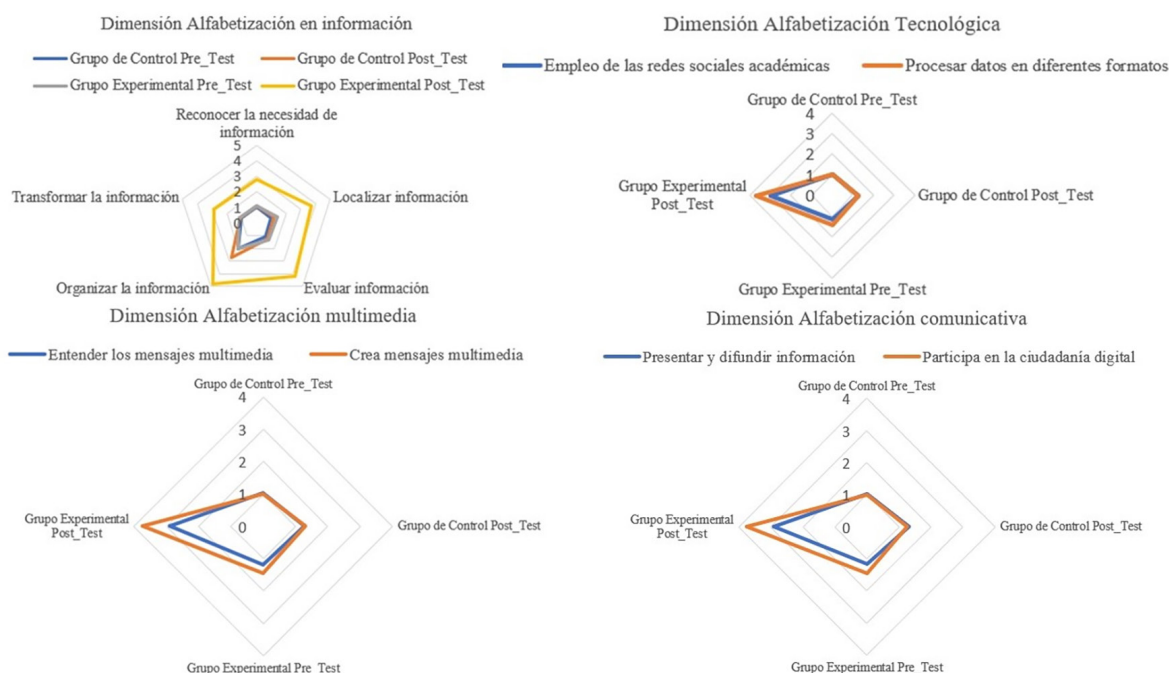 Dimensión Alfabetización en información
Grupo de Control Pre_Test
Grupo de Control Post_Test
Grupo Experimental Pre_Test
Grupo Experimental Post_Test
Reconocer la necesidad de
información
5
4
3
2
1
0
Transformar la información
Localizar información
Organizar la información
Evaluar información
Dimensión Alfabetización Tecnológica
Empleo de las redes sociales académicas
Procesar datos en diferentes formatos
Grupo de Control Pre_Test
4
3
2
1
0
Grupo Experimental
Post_Test
Grupo de Control Post_Test
Grupo Experimental Pre_Test
Dimensión Alfabetización multimedia
Entender los mensajes multimedia
Crea mensajes multimedia
Grupo de Control Pre_Test
4
3
2
1
0
Grupo Experimental
Post_Test
Grupo de Control Post_Test
Grupo Experimental Pre_Test
Dimensión Alfabetización comunicativa
Presentar y difundir información
Participa en la ciudadanía digital
Grupo de Control Pre_Test
4
3
2
1
0
Grupo Experimental
Post_Test
Grupo de Control Post_Test
Grupo Experimental Pre_Test